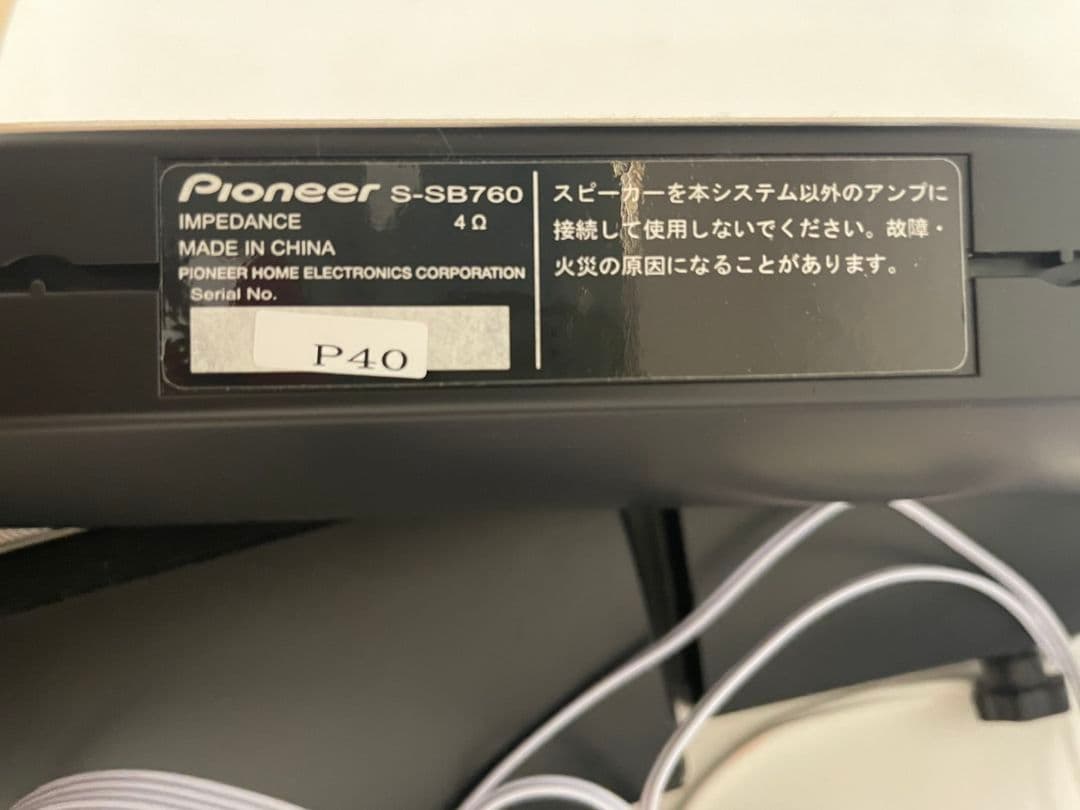 Pioneer S-SB760
IMPEDANCE 4Ω
MADE IN CHINA
PIONEER HOME ELECTRONICS CORPORATION
Serial No.
P40
スピーカーを本システム以外のアンプに
接続して使用しないでください。故障・
火災の原因になることがあります。